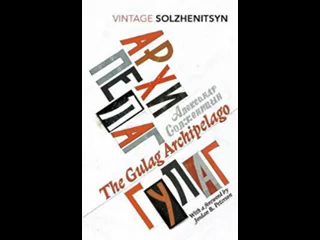 VINTAGE SOLZHENITSYN
АРХИ
ПЕЛАГ
Александр
Солженицын
The Gulag Archipelago
ГУЛАГ
With a foreword by
Jordan B. Peterson